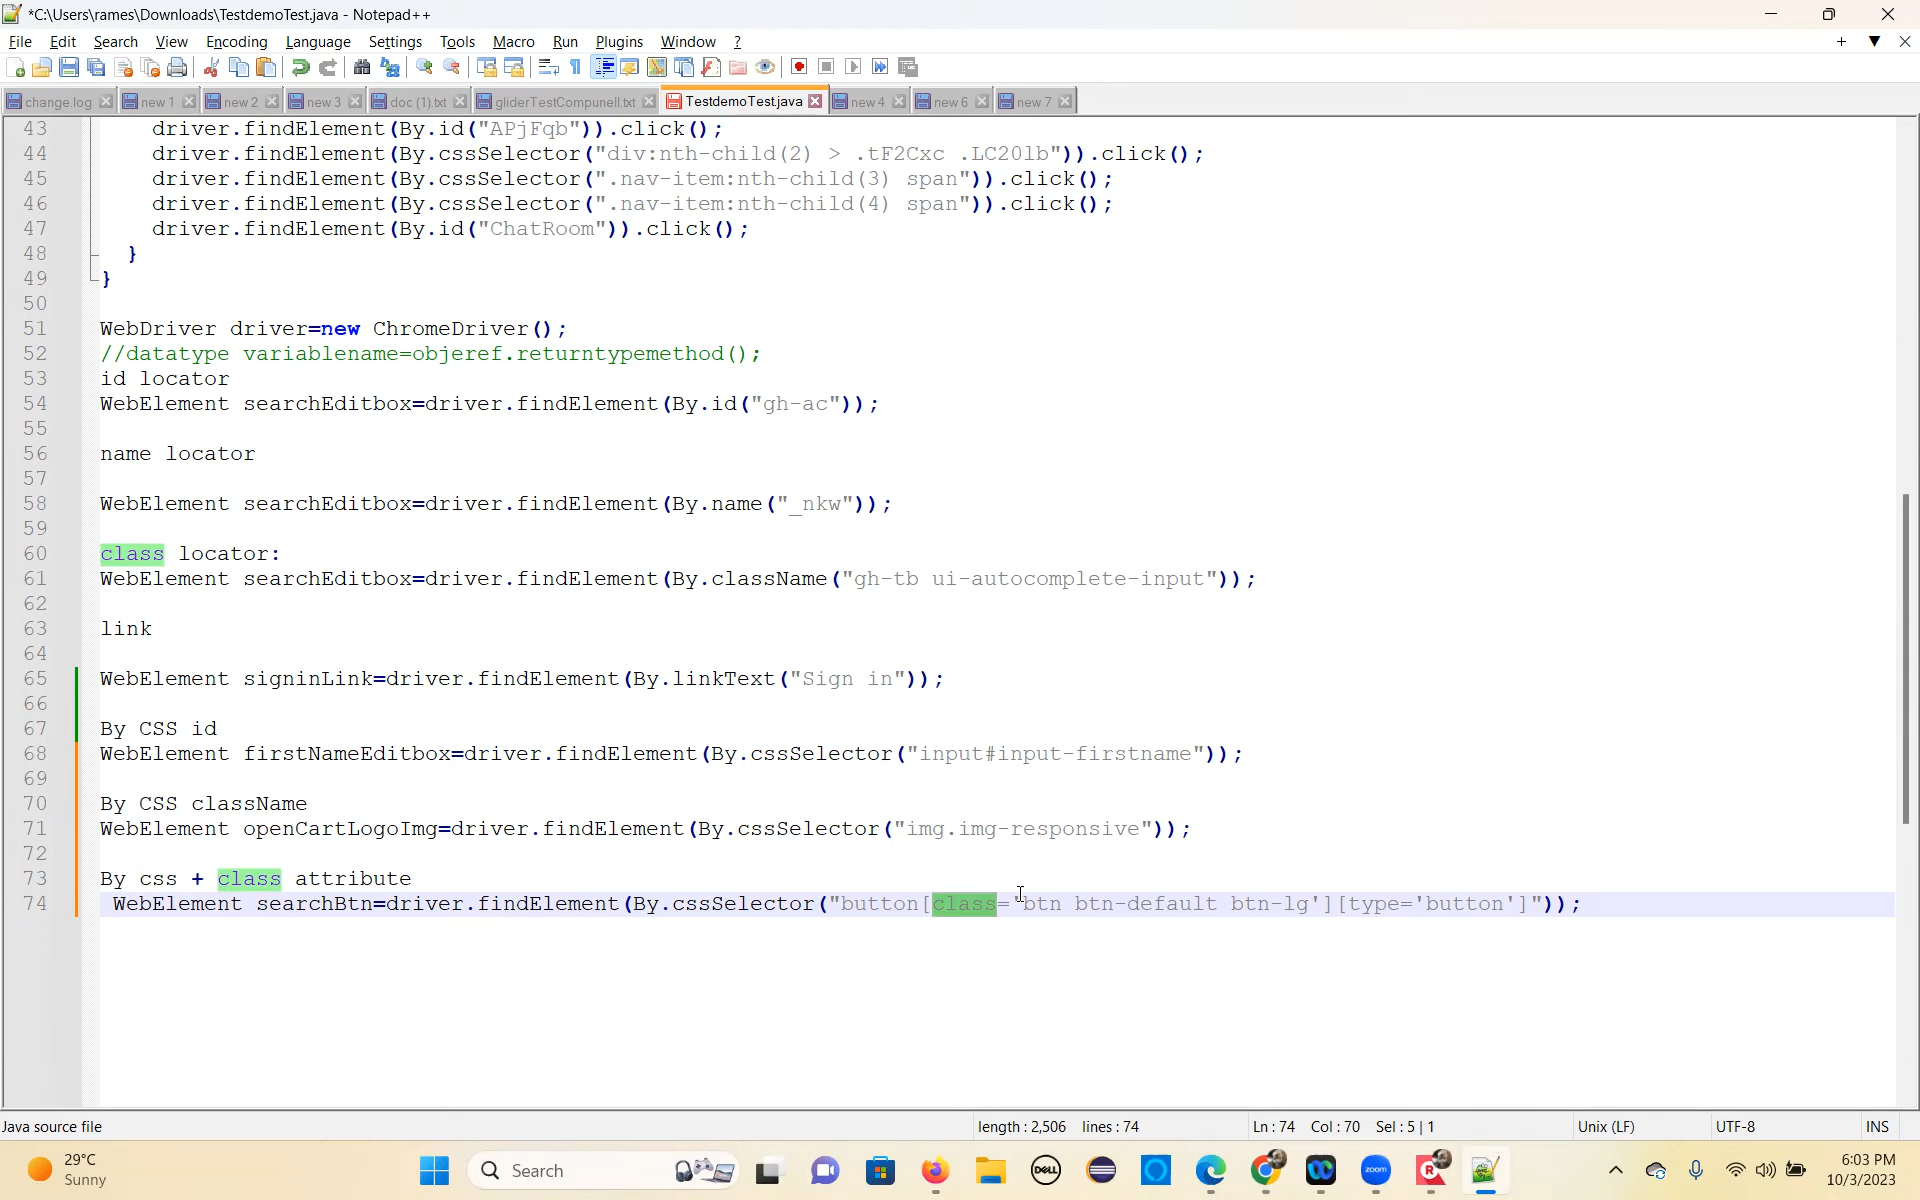 *C:\Users\rames\Downloads\TestdemoTest.java - Notepad++
File Edit Search View Encoding Language Settings Tools Macro Run Plugins Window ?
change.log new 1 new 2 new 3 doc (1).txt gliderTestCompunell.txt TestdemoTest.java new 4 new 6 new 7
43 driver.findElement(By.id("APjFqb")).click();
44 driver.findElement(By.cssSelector("div:nth-child(2) > .tF2Cxc .LC20lb")).click();
45 driver.findElement(By.cssSelector(".nav-item:nth-child(3) span")).click();
46 driver.findElement(By.cssSelector(".nav-item:nth-child(4) span")).click();
47 driver.findElement(By.id("ChatRoom")).click();
48 }
49 }
50
51 WebDriver driver=new ChromeDriver();
52 //datatype variablename=objeref.returntypemethod();
53 id locator
54 WebElement searchEditbox=driver.findElement(By.id("gh-ac"));
55
56 name locator
57
58 WebElement searchEditbox=driver.findElement(By.name("_nkw"));
59
60 class locator:
61 WebElement searchEditbox=driver.findElement(By.className("gh-tb ui-autocomplete-input"));
62
63 link
64
65 WebElement signinLink=driver.findElement(By.linkText("Sign in"));
66
67 By CSS id
68 WebElement firstNameEditbox=driver.findElement(By.cssSelector("input#input-firstname"));
69
70 By CSS className
71 WebElement openCartLogoImg=driver.findElement(By.cssSelector("img.img-responsive"));
72
73 By css + class attribute
74 WebElement searchBtn=driver.findElement(By.cssSelector("button[class='btn btn-default btn-lg'][type='button']"));
Java source file length : 2,506 lines : 74 Ln : 74 Col : 70 Sel : 5 | 1 Unix (LF) UTF-8 INS
29°C
Sunny
Search
DELL
zoom
6:03 PM
10/3/2023